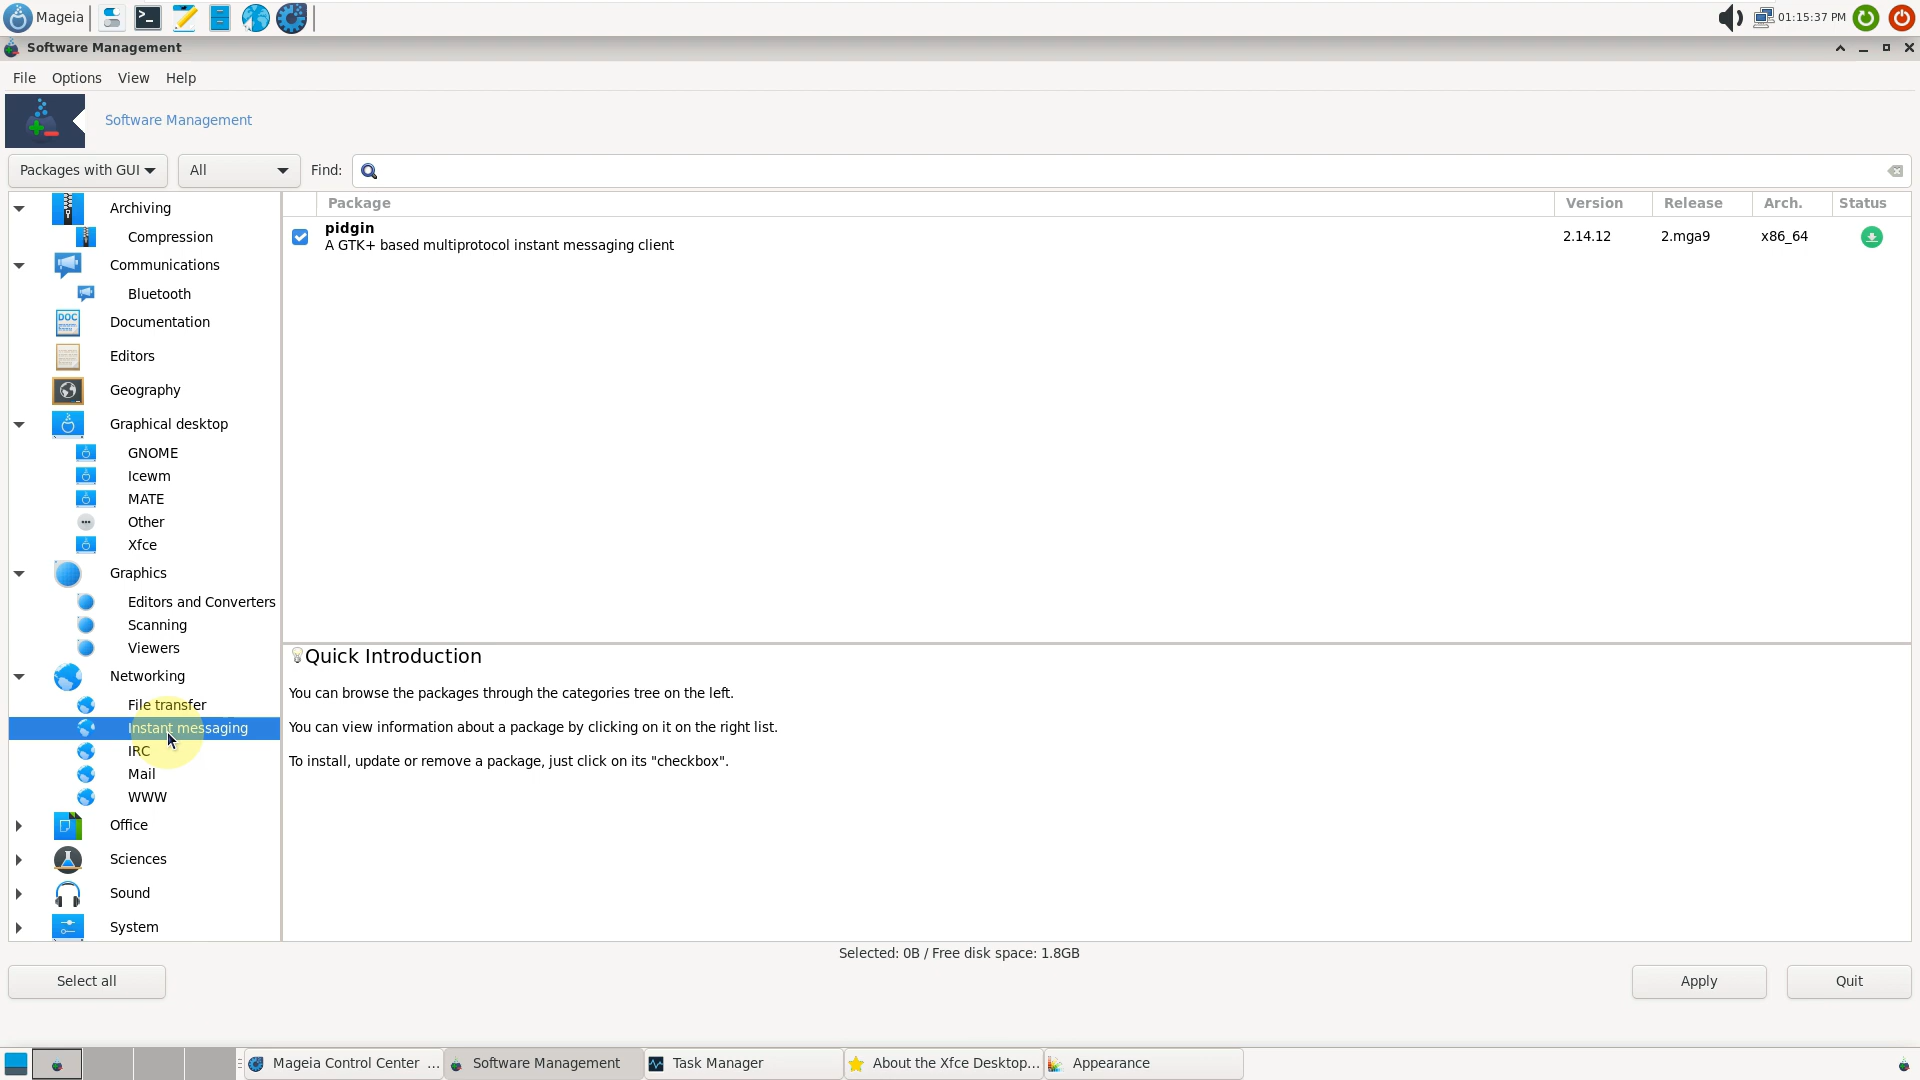 Mageia
01:15:37 PM
Software Management
File Options View Help
Software Management
Packages with GUI All Find:
Package Version Release Arch. Status
pidgin
A GTK+ based multiprotocol instant messaging client
2.14.12 2.mga9 x86_64
Archiving
Compression
Communications
Bluetooth
DOC
Documentation
Editors
Geography
Graphical desktop
GNOME
Icewm
MATE
Other
Xfce
Graphics
Editors and Converters
Scanning
Viewers
Networking
File transfer
Instant messaging
IRC
Mail
WWW
Office
Sciences
Sound
System
Quick Introduction
You can browse the packages through the categories tree on the left.
You can view information about a package by clicking on it on the right list.
To install, update or remove a package, just click on its "checkbox".
Selected: 0B / Free disk space: 1.8GB
Select all Apply Quit
Mageia Control Center ... Software Management Task Manager About the Xfce Desktop... Appearance